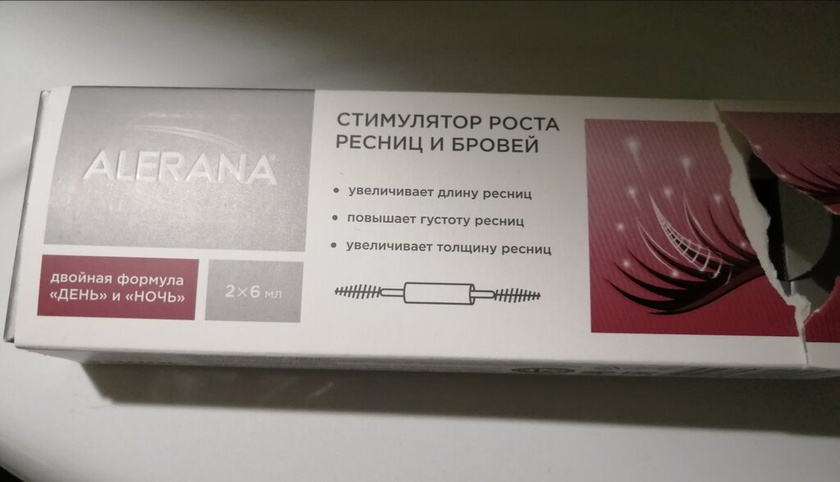 ALERANA®
СТИМУЛЯТОР РОСТА
РЕСНИЦ И БРОВЕЙ
• увеличивает длину ресниц
• повышает густоту ресниц
• увеличивает толщину ресниц
двойная формула
«ДЕНЬ» и «НОЧЬ»
2×6 мл